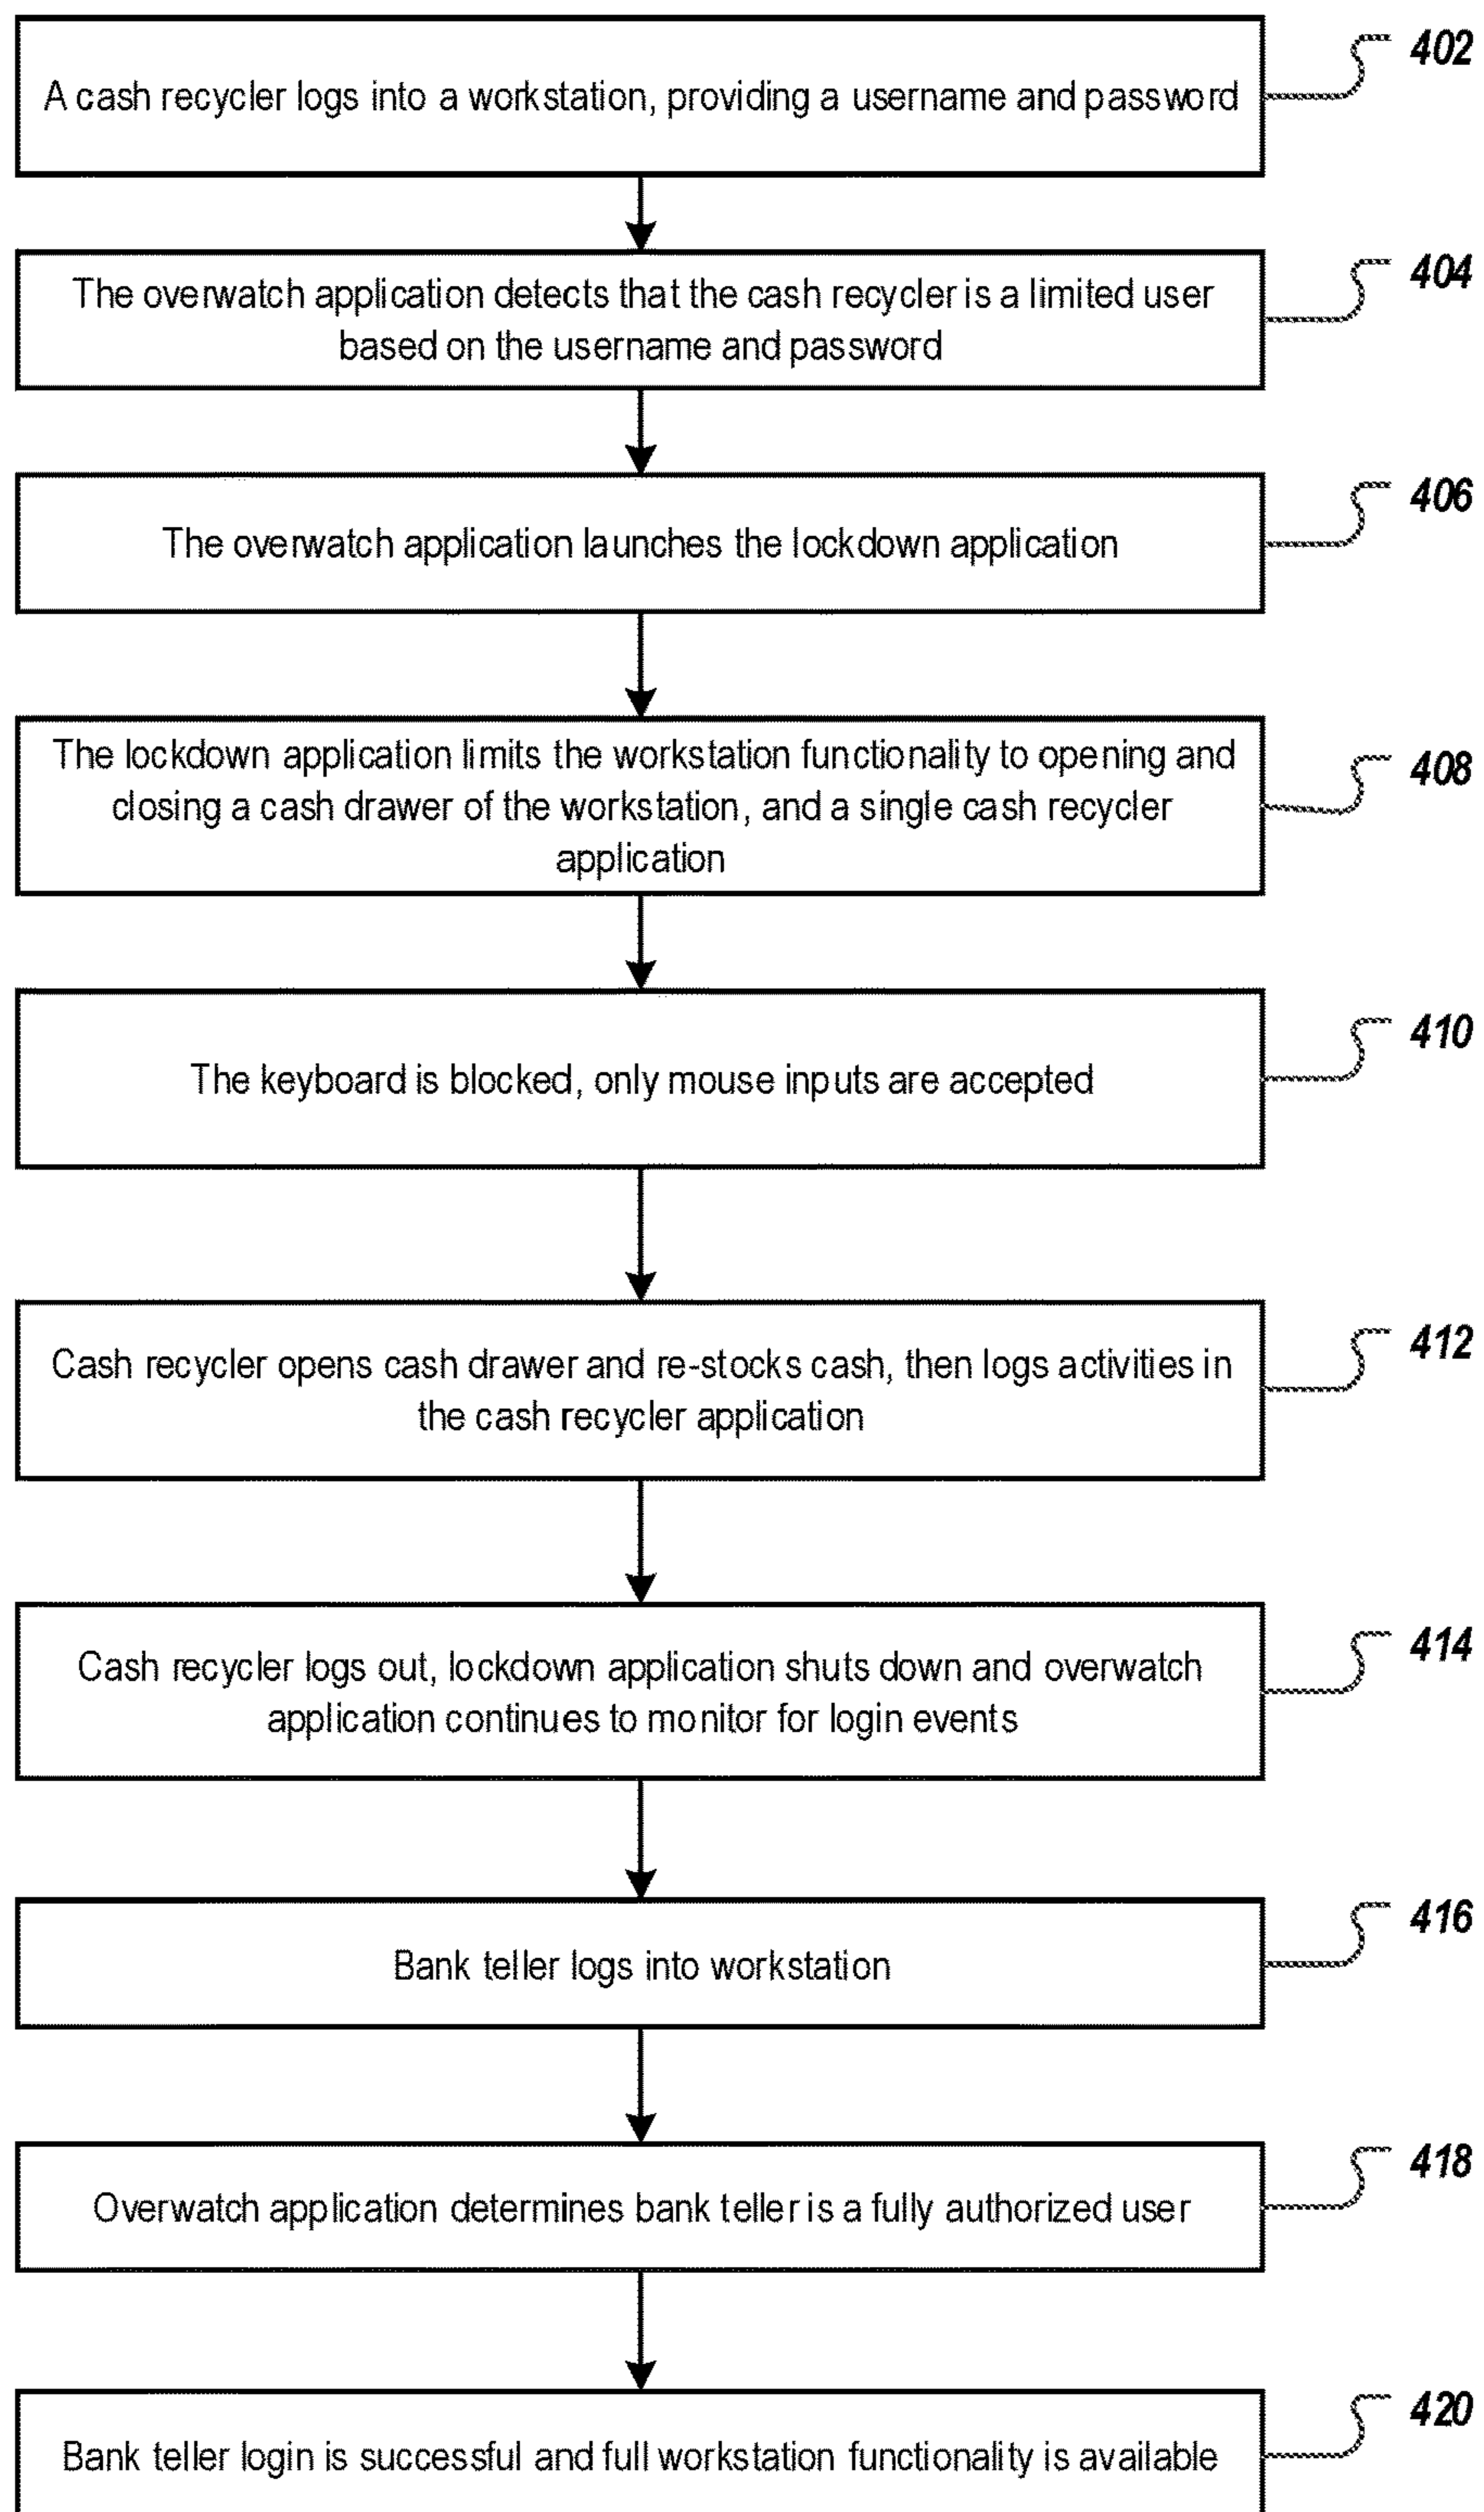 402
A cash recycler logs into a workstation, providing a username and password
404
The overwatch application detects that the cash recycler is a limited user
based on the username and password
406
The overwatch application launches the lockdown application
The lockdown application limits the workstation functionality to opening and
408
closing a cash drawer of the workstation, and a single cash recycler
application
410
The keyboard is blocked, only mouse inputs are accepted
412
Cash recycler opens cash drawer and re-stocks cash, then logs activities in
the cash recycler application
414
Cash recycler logs out, lockdown application shuts down and overwatch
application continues to monitor for login events
416
Bank teller logs into workstation
418
Overwatch application determines bank teller is a fully authorized user
420
Bank teller login is successful and full workstation functionality is available